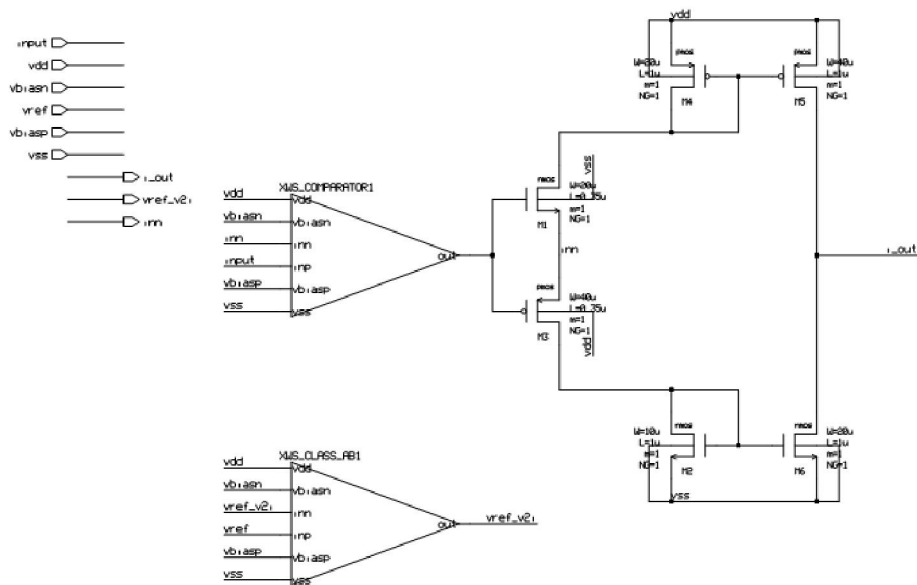 input
vdd
vbiasn
vref
vbiasp
vss
i_out
vref_v2i
inn
XWS_COMPARATOR1
vdd
vbiasn
inn
input
vbiasp
vss
vdd
vbiasn
inn
inp
vbiasp
vss
out
nmos
W=20u
L=0.35u
m=1
NG=1
M1
vss
inn
pmos
W=40u
L=0.35u
m=1
NG=1
M3
vdd
vdd
pmos
W=20u
L=1u
m=1
NG=1
M4
pmos
W=40u
L=1u
m=1
NG=1
M5
i_out
nmos
W=10u
L=1u
m=1
NG=1
M2
nmos
W=20u
L=1u
m=1
NG=1
M6
vss
XWS_CLASS_AB1
vdd
vbiasn
vref_v2i
vref
vbiasp
vss
vdd
vbiasn
inn
inp
vbiasp
vss
out
vref_v2i